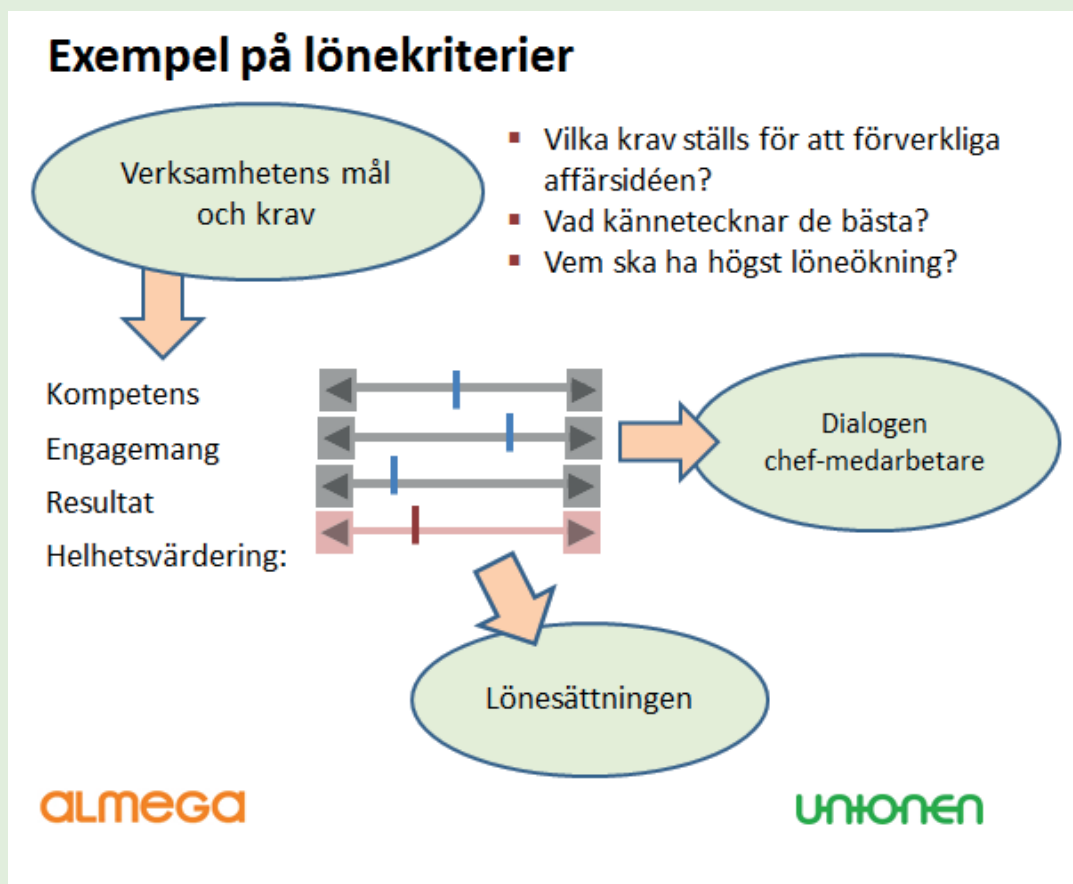 Exempel på lönekriterier
Verksamhetens mål
och krav
▪ Vilka krav ställs för att förverkliga
affärsidéen?
▪ Vad kännetecknar de bästa?
▪ Vem ska ha högst löneökning?
Kompetens
Engagemang
Resultat
Helhetsvärdering:
Dialogen
chef-medarbetare
Lönesättningen
ALMEGA
UNIONEN